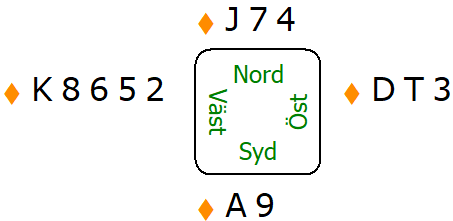 ♦ J 7 4
♦ K 8 6 5 2
Nord
Väst
Öst
Syd
♦ D T 3
♦ A 9